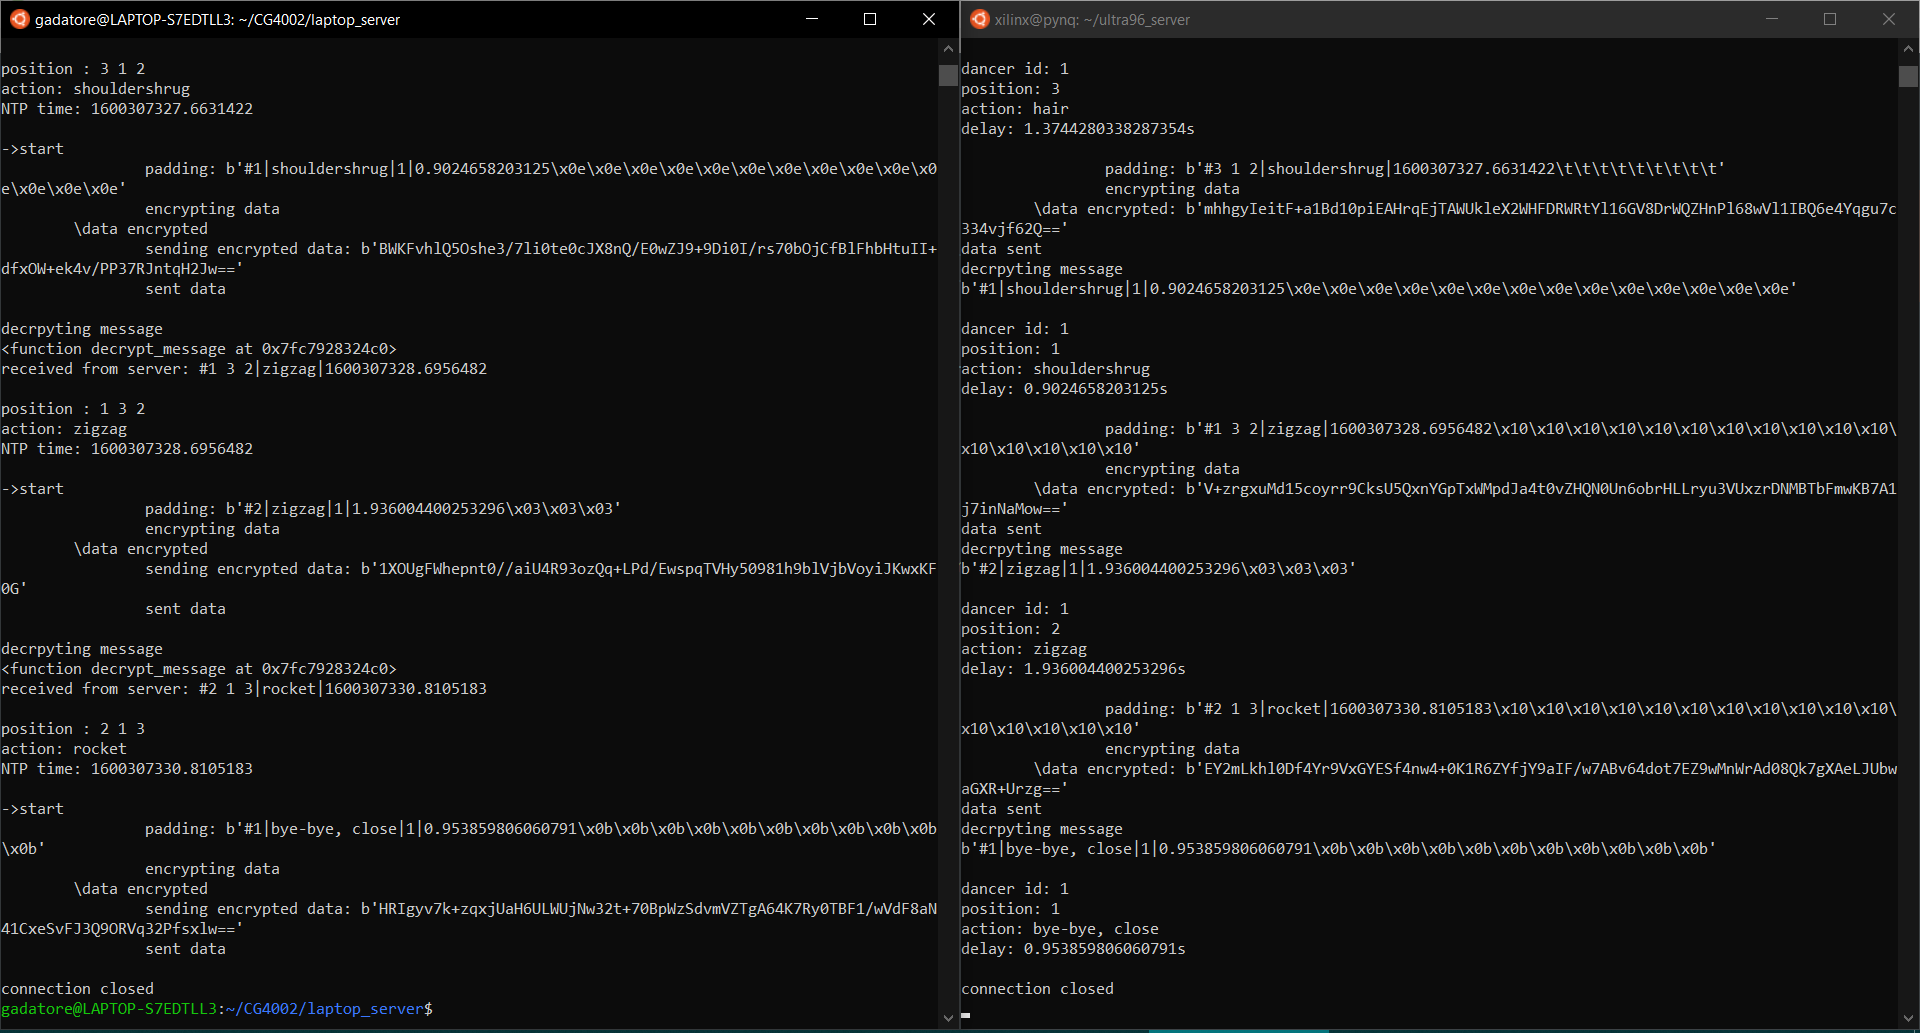 gadatore@LAPTOP-S7EDTLL3: ~/CG4002/laptop_server
position : 3 1 2
action: shouldershrug
NTP time: 1600307327.6631422
->start
padding: b'#1|shouldershrug|1|0.9024658203125\x0e\x0e\x0e\x0e\x0e\x0e\x0e\x0e\x0e\x0e\x0
e\x0e\x0e\x0e'
encrypting data
\data encrypted
sending encrypted data: b'BWKFvhlQ5Oshe3/7li0te0cJX8nQ/E0wZJ9+9Di0I/rs70bOjCfBlFhbHtuII+
dfxOW+ek4v/PP37RJntqH2Jw=='
sent data
decrpyting message
<function decrypt_message at 0x7fc7928324c0>
received from server: #1 3 2|zigzag|1600307328.6956482
position : 1 3 2
action: zigzag
NTP time: 1600307328.6956482
->start
padding: b'#2|zigzag|1|1.936004400253296\x03\x03\x03'
encrypting data
\data encrypted
sending encrypted data: b'1XOUgFWhepnt0//aiU4R93ozQq+LPd/EwspqTVHy50981h9blVjbVoyiJKwxKF
0G'
sent data
decrpyting message
<function decrypt_message at 0x7fc7928324c0>
received from server: #2 1 3|rocket|1600307330.8105183
position : 2 1 3
action: rocket
NTP time: 1600307330.8105183
->start
padding: b'#1|bye-bye, close|1|0.953859806060791\x0b\x0b\x0b\x0b\x0b\x0b\x0b\x0b\x0b\x0b
\x0b'
encrypting data
\data encrypted
sending encrypted data: b'HRIgyv7k+zqxjUaH6ULWUjNw32t+70BpWzSdvmVZTgA64K7Ry0TBF1/wVdF8aN
41CxeSvFJ3Q9ORVq32Pfsxlw=='
sent data
connection closed
gadatore@LAPTOP-S7EDTLL3:~/CG4002/laptop_server$
xilinx@pynq: ~/ultra96_server
dancer id: 1
position: 3
action: hair
delay: 1.3744280338287354s
padding: b'#3 1 2|shouldershrug|1600307327.6631422\t\t\t\t\t\t\t\t\t'
encrypting data
\data encrypted: b'mhhgyIeitF+a1Bd10piEAHrqEjTAWUkleX2WHFDRWRtYl16GV8DrWQZHnPl68wVl1IBQ6e4Yqgu7c
334vjf62Q=='
data sent
decrpyting message
b'#1|shouldershrug|1|0.9024658203125\x0e\x0e\x0e\x0e\x0e\x0e\x0e\x0e\x0e\x0e\x0e\x0e\x0e\x0e'
dancer id: 1
position: 1
action: shouldershrug
delay: 0.9024658203125s
padding: b'#1 3 2|zigzag|1600307328.6956482\x10\x10\x10\x10\x10\x10\x10\x10\x10\x10\x10\
x10\x10\x10\x10\x10'
encrypting data
\data encrypted: b'V+zrgxuMd15coyrr9CksU5QxnYGpTxWMpdJa4t0vZHQN0Un6obrHLLryu3VUxzrDNMBTbFmwKB7A1
j7inNaMow=='
data sent
decrpyting message
b'#2|zigzag|1|1.936004400253296\x03\x03\x03'
dancer id: 1
position: 2
action: zigzag
delay: 1.936004400253296s
padding: b'#2 1 3|rocket|1600307330.8105183\x10\x10\x10\x10\x10\x10\x10\x10\x10\x10\x10\
x10\x10\x10\x10\x10'
encrypting data
\data encrypted: b'EY2mLkhl0Df4Yr9VxGYESf4nw4+0K1R6ZYfjY9aIF/w7ABv64dot7EZ9wMnWrAd08Qk7gXAeLJUbw
aGXR+Urzg=='
data sent
decrpyting message
b'#1|bye-bye, close|1|0.953859806060791\x0b\x0b\x0b\x0b\x0b\x0b\x0b\x0b\x0b\x0b\x0b'
dancer id: 1
position: 1
action: bye-bye, close
delay: 0.953859806060791s
connection closed